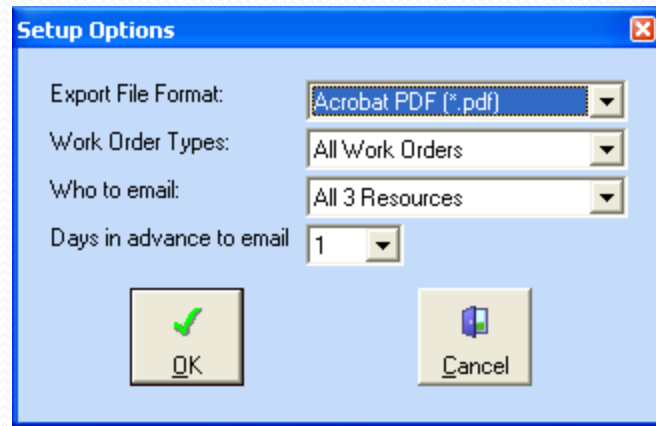 Setup Options
Export File Format: Acrobat PDF (*.pdf)
Work Order Types: All Work Orders
Who to email: All 3 Resources
Days in advance to email 1
OK Cancel